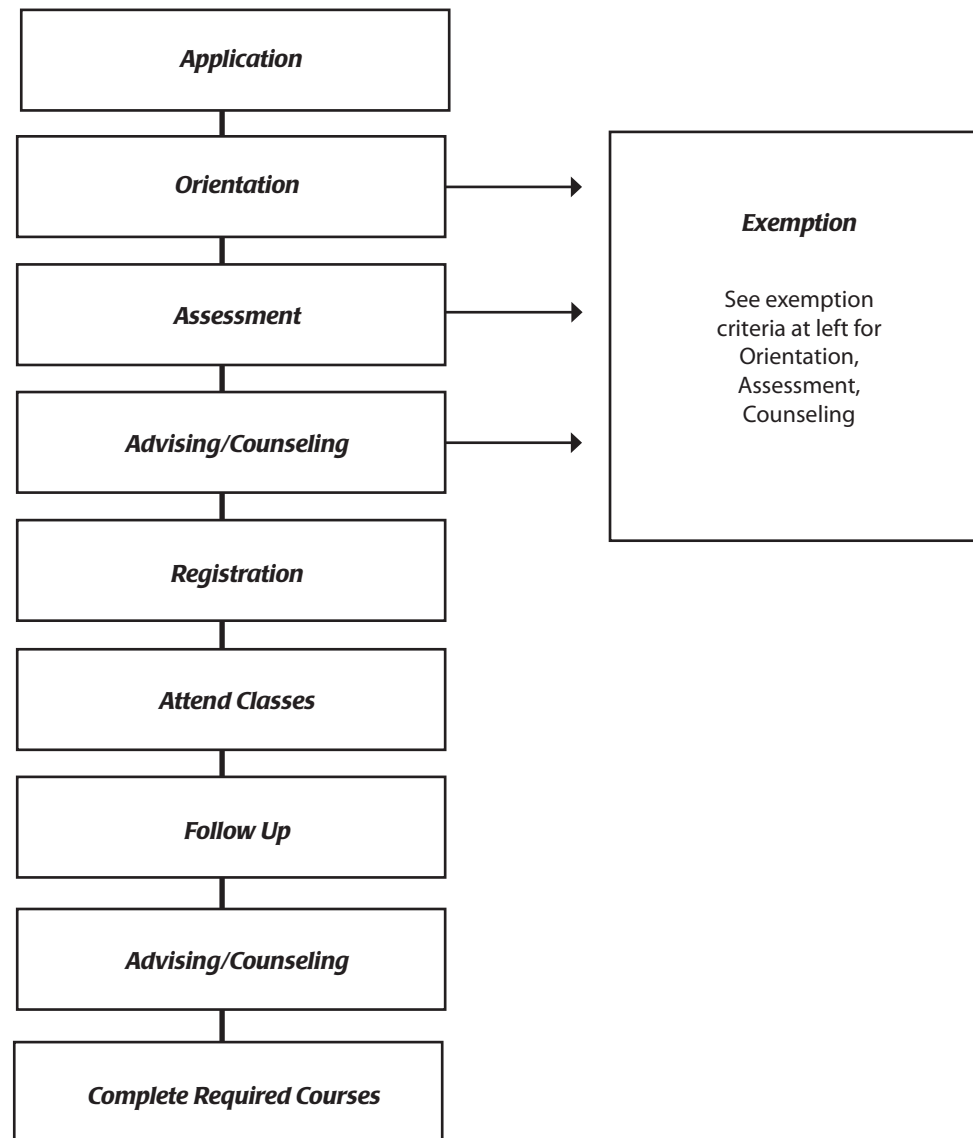 Application
Orientation
Assessment
Advising/Counseling
Registration
Attend Classes
Follow Up
Advising/Counseling
Complete Required Courses
Exemption
See exemption
criteria at left for
Orientation,
Assessment,
Counseling